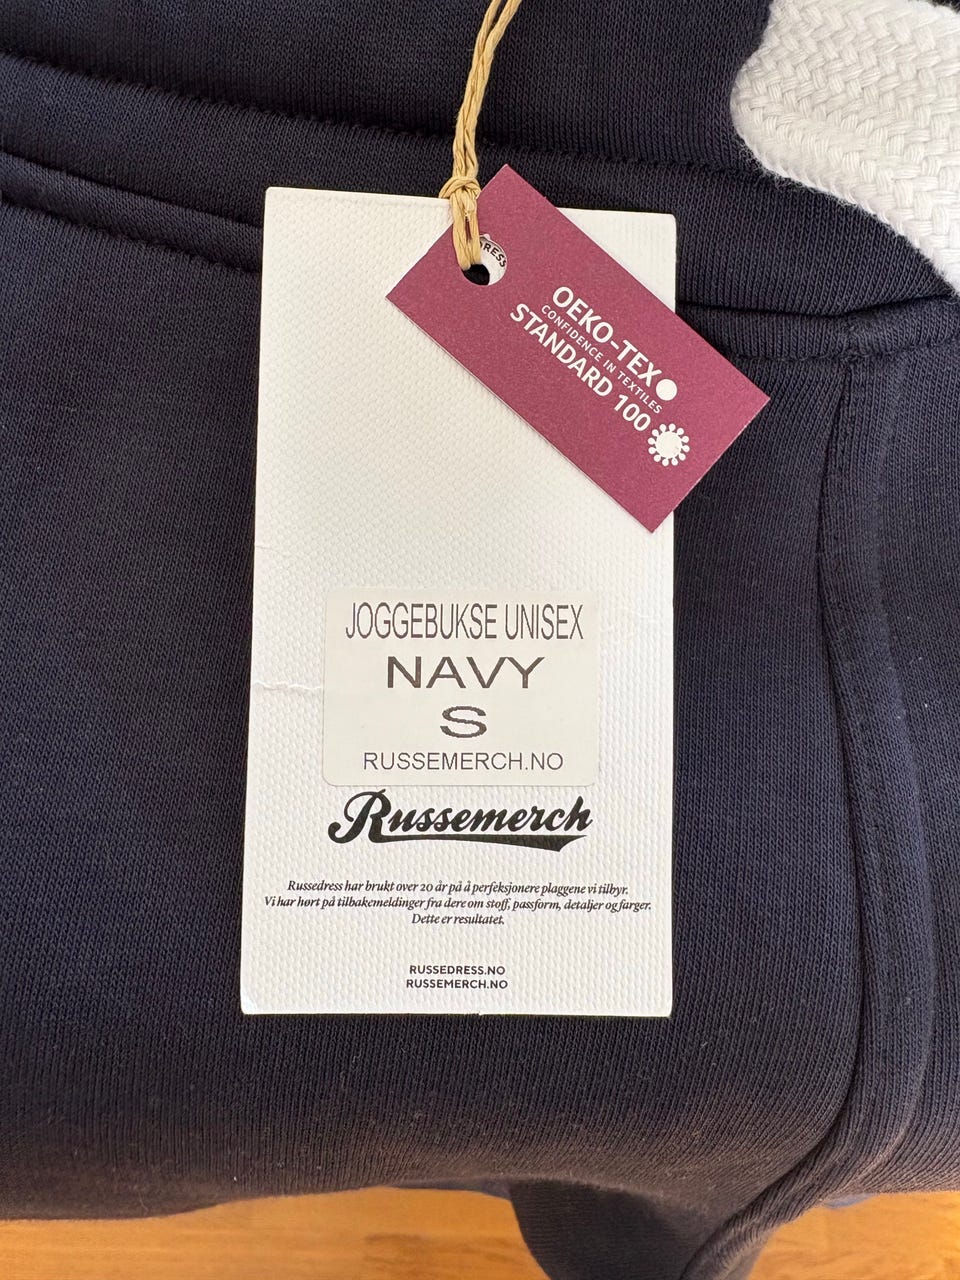 DRESS
OEKO-TEX
CONFIDENCE IN TEXTILES
STANDARD 100
JOGGEBUKSE UNISEX
NAVY
S
RUSSEMERCH.NO
Russemerch
Russedress har brukt over 20 år på å perfeksjonere plaggene vi tilbyr.
Vi har hørt på tilbakemeldinger fra dere om stoff, passform, detaljer og farger.
Dette er resultatet.
RUSSEDRESS.NO
RUSSEMERCH.NO